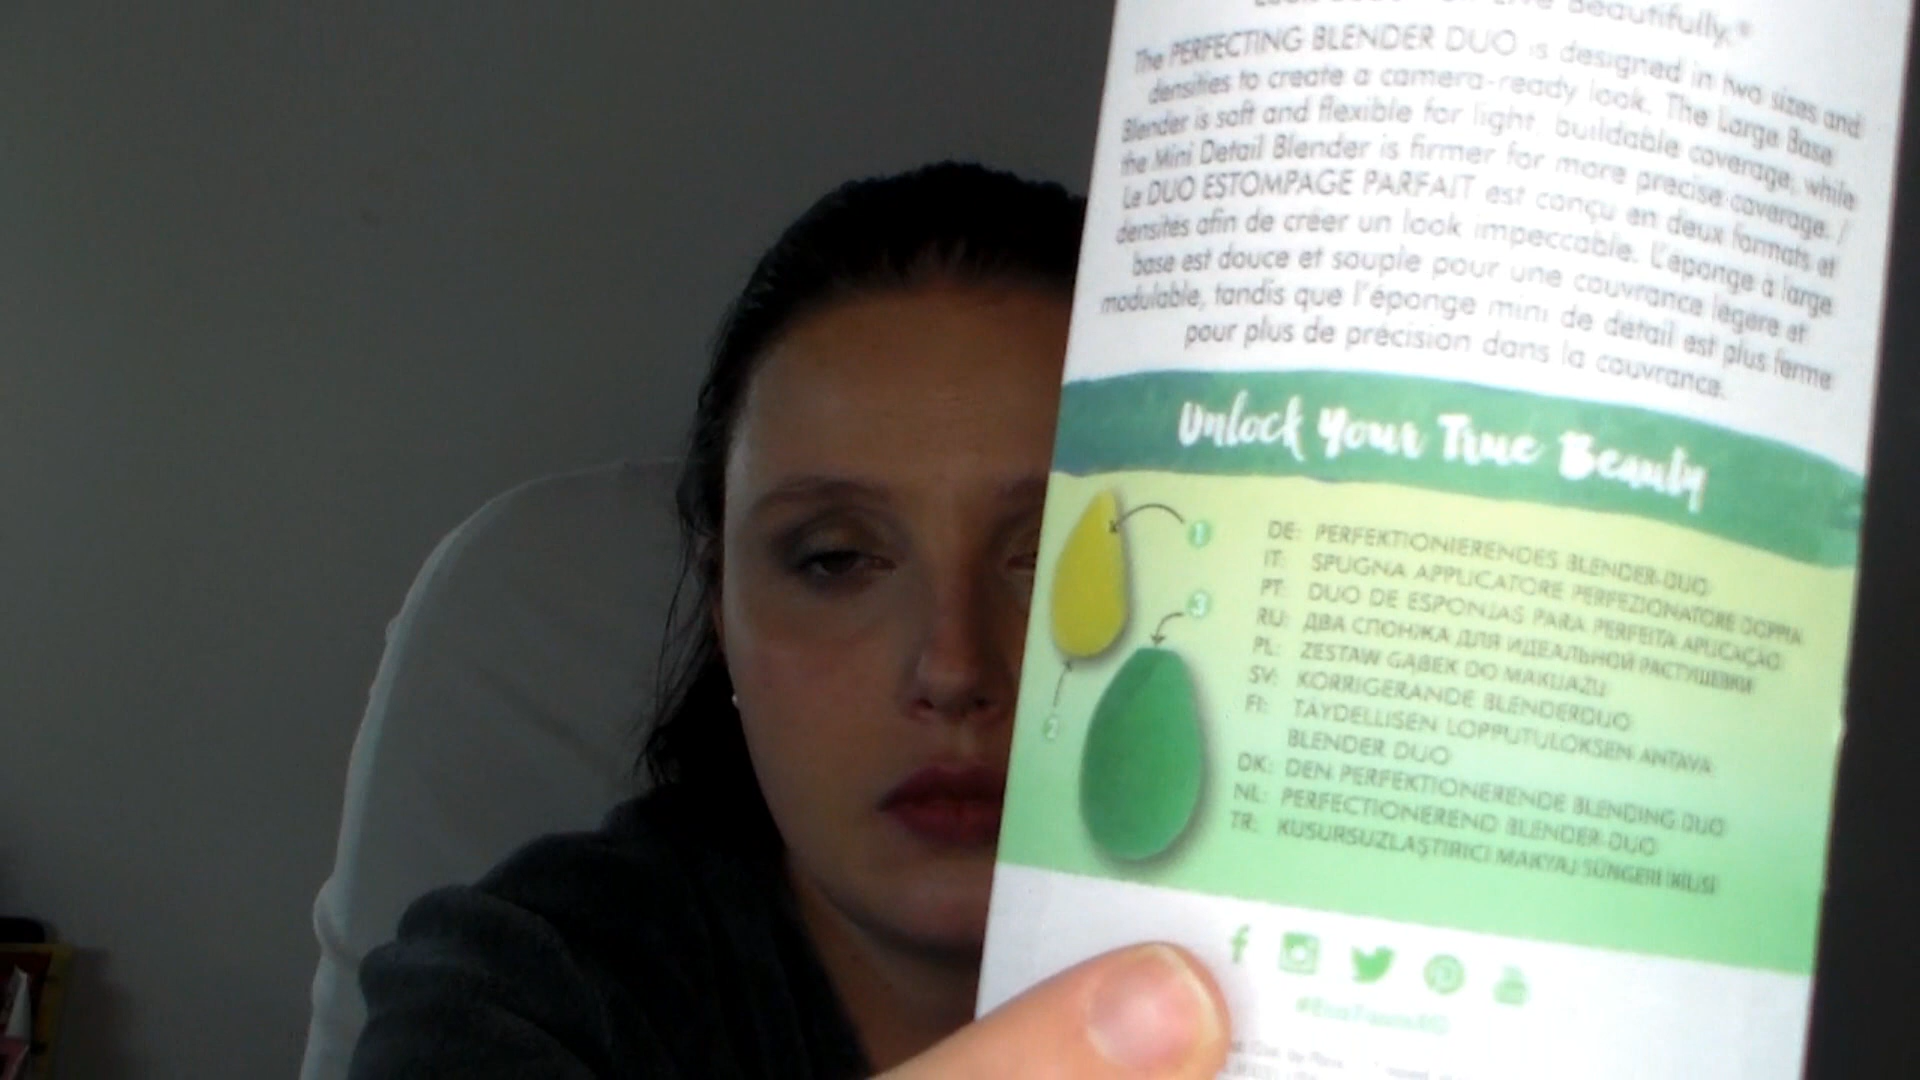 Live Beautifully.®
The PERFECTING BLENDER DUO is designed in two sizes and
densities to create a camera-ready look. The Large Base
Blender is soft and flexible for light, buildable coverage, while
the Mini Detail Blender is firmer for more precise coverage. /
Le DUO ESTOMPAGE PARFAIT est conçu en deux formats et
densités afin de créer un look impeccable. L'éponge à large
base est douce et souple pour une couvrance légère et
modulable, tandis que l'éponge mini de détail est plus ferme
pour plus de précision dans la couvrance.
Unlock Your True Beauty
1
DE: PERFEKTIONIERENDES BLENDER-DUO
IT: SPUGNA APPLICATORE PERFEZIONATORE DOPPIA
PT: DUO DE ESPONJAS PARA PERFEITA APLICAÇÃO
3
RU: ДВА СПОНЖА ДЛЯ ИДЕАЛЬНОЙ РАСТУШЕВКИ
PL: ZESTAW GĄBEK DO MAKIJAŻU
SV: KORRIGERANDE BLENDERDUO
2
FI: TÄYDELLISEN LOPPUTULOKSEN ANTAVA
BLENDER DUO
DK: DEN PERFEKTIONERENDE BLENDING DUO
NL: PERFECTIONEREND BLENDER DUO
TR: KUSURSUZLAŞTIRICI MAKYAJ SÜNGERİ İKİLİSİ